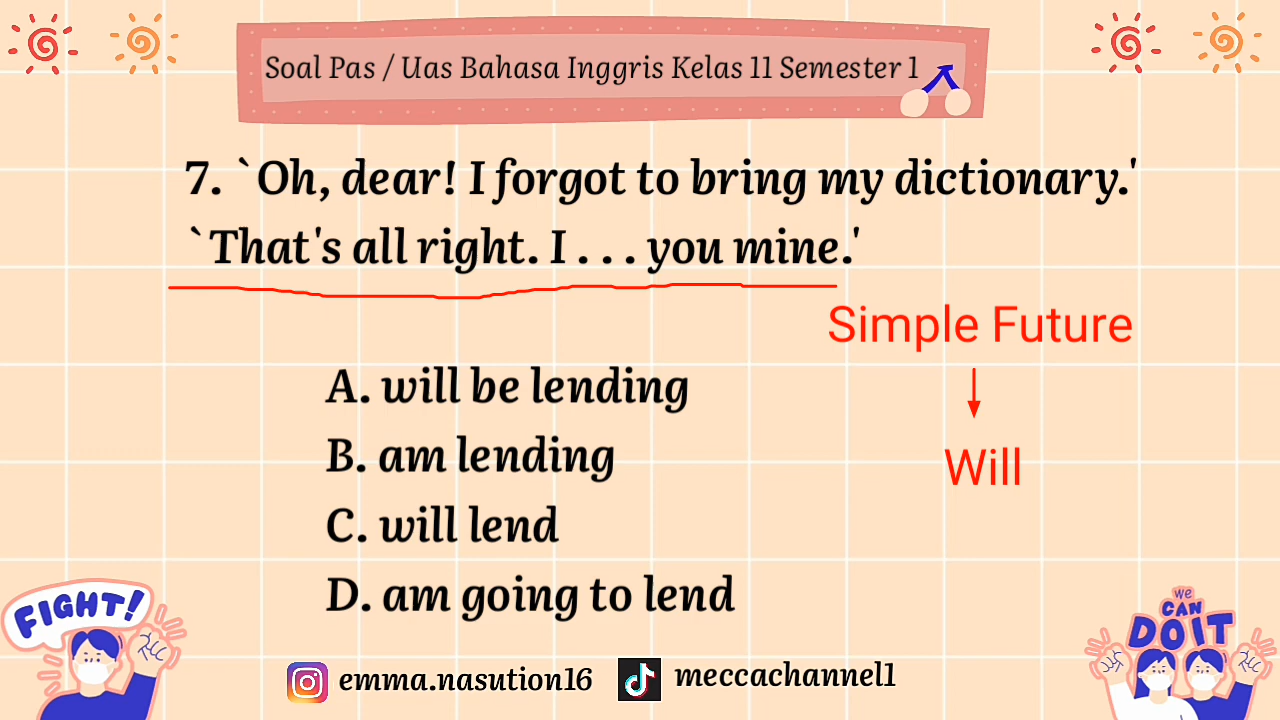 Soal Pas / Uas Bahasa Inggris Kelas 11 Semester 1
7. `Oh, dear! I forgot to bring my dictionary.'
`That's all right. I . . . you mine.'
Simple Future
Will
A. will be lending
B. am lending
C. will lend
D. am going to lend
FIGHT!
we
CAN
DO IT
emma.nasution16
meccachannel1